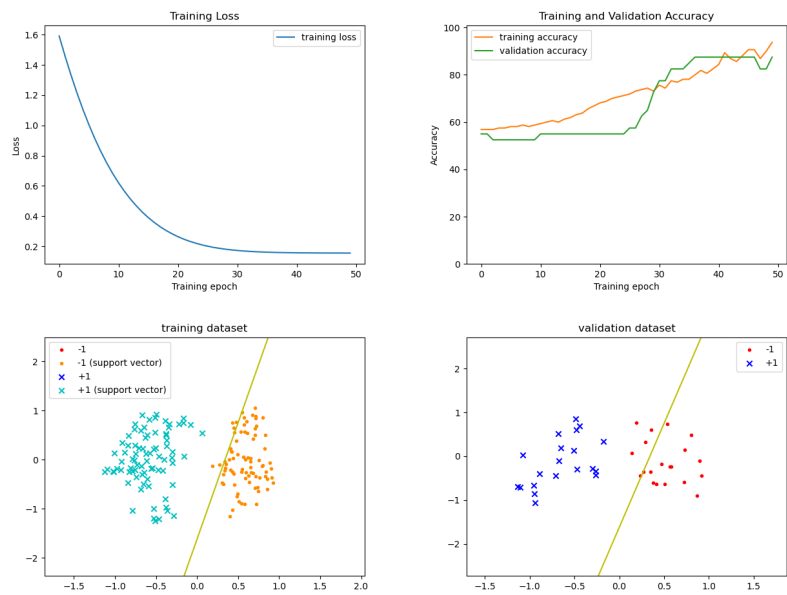 Training Loss
training loss
1.6
1.4
1.2
1.0
0.8
0.6
0.4
0.2
Loss
0 10 20 30 40 50
Training epoch
Training and Validation Accuracy
training accuracy
validation accuracy
100
80
60
40
20
0
Accuracy
0 10 20 30 40 50
Training epoch
training dataset
-1
-1 (support vector)
+1
+1 (support vector)
2
1
0
−1
−2
−1.5 −1.0 −0.5 0.0 0.5 1.0 1.5 2.0
validation dataset
-1
+1
2
1
0
−1
−2
−1.5 −1.0 −0.5 0.0 0.5 1.0 1.5